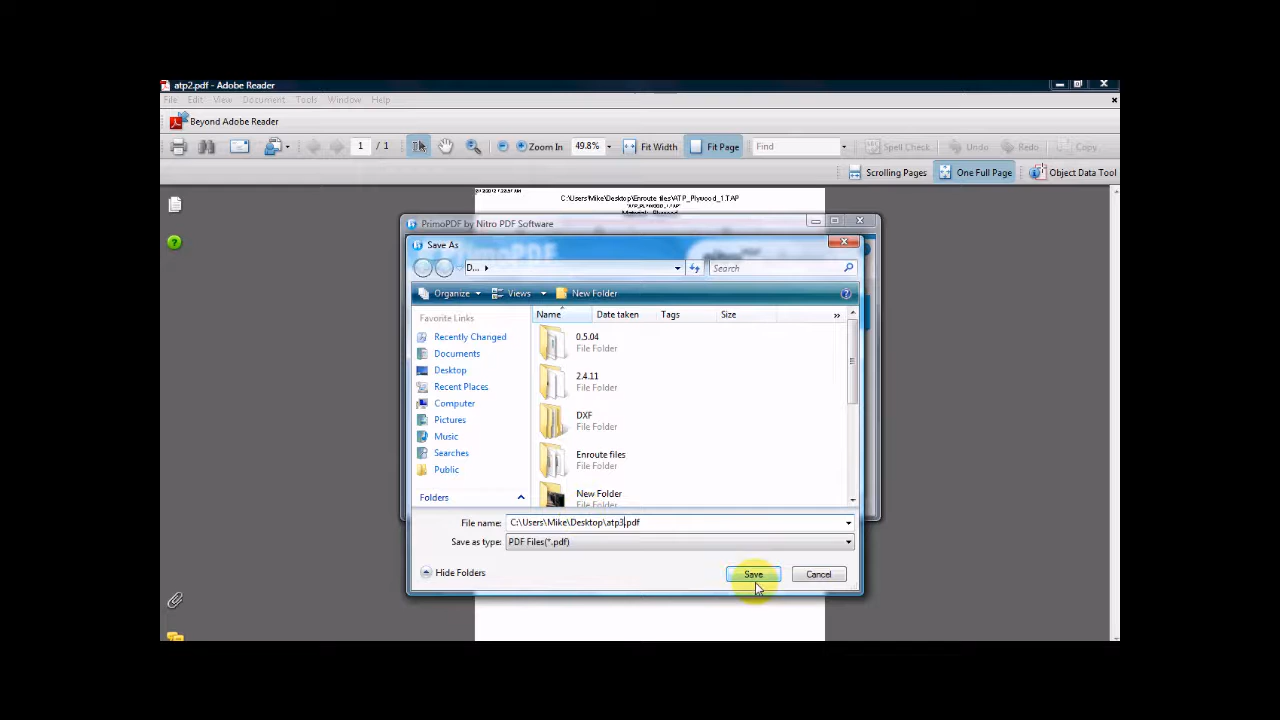 atp2.pdf - Adobe Reader
File Edit View Document Tools Window Help
Beyond Adobe Reader
1 / 1 Zoom In 49.8% Fit Width Fit Page Find Spell Check Undo Redo Copy
Scrolling Pages One Full Page Object Data Tool
C:\Users\Mike\Desktop\Enroute files\ATP_Plywood_1.TAP
PrimoPDF by Nitro PDF Software
Save As
D... Search
Organize Views New Folder
Favorite Links
Name Date taken Tags Size »
Recently Changed
Documents
Desktop
Recent Places
Computer
Pictures
Music
Searches
Public
Folders
0.5.04
File Folder
2.4.11
File Folder
DXF
File Folder
Enroute files
File Folder
New Folder
File Folder
File name: C:\Users\Mike\Desktop\atp3.pdf
Save as type: PDF Files(*.pdf)
Hide Folders Save Cancel